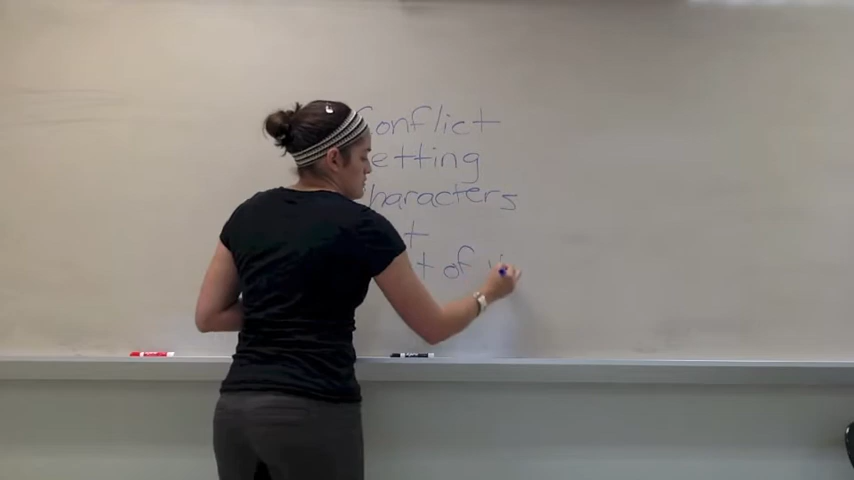 Conflict
etting
haracters
t
t of